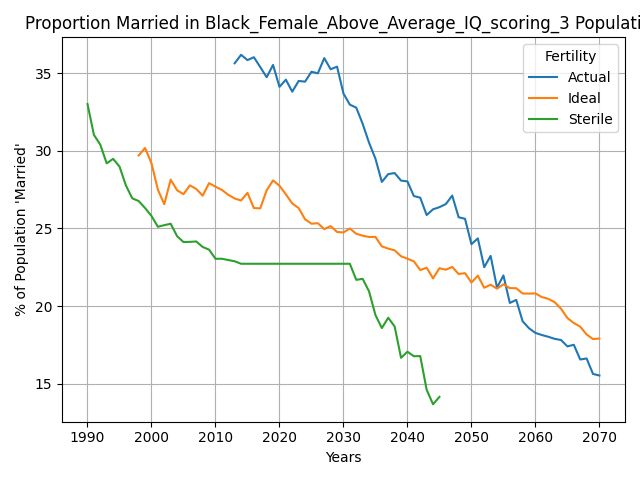 Proportion Married in Black_Female_Above_Average_IQ_scoring_3 Populati
Fertility
Actual
Ideal
Sterile
% of Population 'Married'
35
30
25
20
15
1990 2000 2010 2020 2030 2040 2050 2060 2070
Years